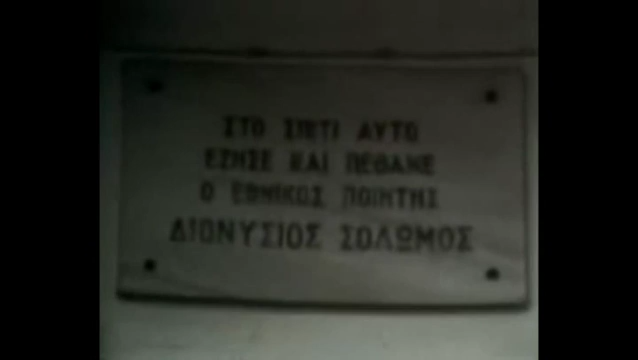 ΣΤΟ ΣΠΙΤΙ ΑΥΤΟ
ΕΖΗΣΕ ΚΑΙ ΠΕΘΑΝΕ
Ο ΕΘΝΙΚΟΣ ΠΟΙΗΤΗΣ
ΔΙΟΝΥΣΙΟΣ ΣΟΛΩΜΟΣ